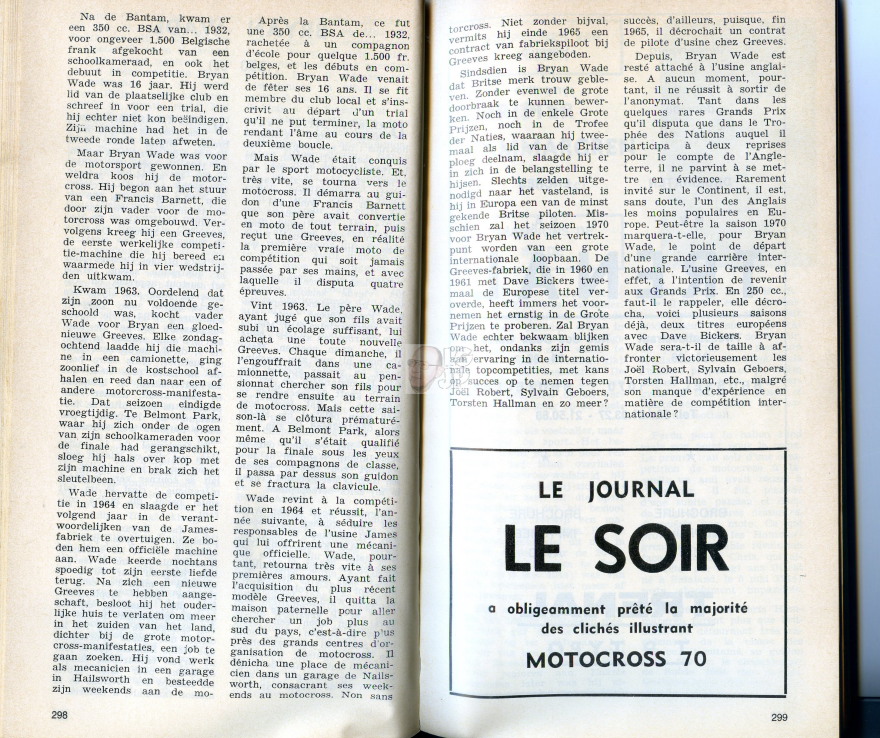 Na de Bantam, kwam er
een 350 cc. BSA van... 1932,
voor ongeveer 1.500 Belgische
frank afgekocht van een
schoolkameraad, en ook het
debuut in competitie. Bryan
Wade was 16 jaar. Hij werd
lid van de plaatselijke club en
schreef in voor een trial, die
hij echter niet kon beëindigen.
Zijn machine had het in de
tweede ronde laten afweten.
Maar Bryan Wade was voor
de motorsport gewonnen. En
weldra koos hij de motor-
cross. Hij begon aan het stuur
van een Francis Barnett, die
door zijn vader voor de mo-
torcross was omgebouwd. Ver-
volgens kreeg hij een Greeves,
de eerste werkelijke competi-
tie-machine die hij bereed en
waarmede hij in vier wedstrij-
den uitkwam.
Kwam 1963. Oordelend dat
zijn zoon nu voldoende ge-
schoold was, kocht vader
Wade voor Bryan een gloed-
nieuwe Greeves. Elke zondag-
ochtend laadde hij die machi-
ne in een camionette, ging
zoonlief in de kostschool af-
halen en reed dan naar een of
andere motorcross-manifesta-
tie. Dat seizoen eindigde
vroegtijdig. Te Belmont Park,
waar hij zich onder de ogen
van zijn schoolkameraden voor
de finale had gerangschikt,
sloeg hij hals over kop met
zijn machine en brak zich het
sleutelbeen.
Wade hervatte de competi-
tie in 1964 en slaagde er het
volgend jaar in de verant-
woordelijken van de James-
fabriek te overtuigen. Ze bo-
den hem een officiële machine
aan. Wade keerde nochtans
spoedig tot zijn eerste liefde
terug. Na zich een nieuwe
Greeves te hebben aange-
schaft, besloot hij het ouder-
lijke huis te verlaten om meer
in het zuiden van het land,
dichter bij de grote motor-
cross-manifestaties, een job te
gaan zoeken. Hij vond werk
als mecanicien in een garage
in Hailsworth en besteedde
zijn weekends aan de mo-
298
Après la Bantam, ce fut
une 350 cc. BSA de... 1932,
rachetée à un compagnon
d'école pour quelque 1.500 fr.
belges, et les débuts en com-
pétition. Bryan Wade venait
de fêter ses 16 ans. Il se fit
membre du club local et s'ins-
crivit au départ d'un trial
qu'il ne put terminer, la moto
rendant l'âme au cours de la
deuxième boucle.
Mais Wade était conquis
par le sport motocycliste. Et,
très vite, se tourna vers le
motocross. Il démarra au gui-
don d'une Francis Barnett
que son père avait convertie
en moto de tout terrain, puis
reçut une Greeves, en réalité
la première vraie moto de
compétition qui soit jamais
passée par ses mains, et avec
laquelle il disputa quatre
épreuves.
Vint 1963. Le père Wade,
ayant jugé que son fils avait
subi un écolage suffisant, lui
acheta une toute nouvelle
Greeves. Chaque dimanche, il
l'engouffrait dans une ca-
mionnette, passait au pen-
sionnat chercher son fils pour
se rendre ensuite au terrain
de motocross. Mais cette sai-
son-là se clôtura prématuré-
ment. A Belmont Park, alors
même qu'il s'était qualifié
pour la finale sous les yeux
de ses compagnons de classe,
il passa par dessus son guidon
et se fractura la clavicule.
Wade revint à la compéti-
tion en 1964 et réussit, l'an-
née suivante, à séduire les
responsables de l'usine James
qui lui offrirent une mécani-
que officielle. Wade, pour-
tant, retourna très vite à ses
premières amours. Ayant fait
l'acquisition du plus récent
modèle Greeves, il quitta la
maison paternelle pour aller
chercher un job plus au
sud du pays, c'est-à-dire plus
près des grands centres d'or-
ganisation de motocross. Il
dénicha une place de mécani-
cien dans un garage de Nails-
worth, consacrant ses week-
ends au motocross. Non sans
torcross. Niet zonder bijval,
vermits hij einde 1965 een
contract van fabriekspiloot bij
Greeves kreeg aangeboden.
Sindsdien is Bryan Wade
dat Britse merk trouw geble-
ven. Zonder evenwel de grote
doorbraak te kunnen bewer-
ken. Noch in de enkele Grote
Prijzen, noch in de Trofee
der Naties, waaraan hij twee-
maal als lid van de Britse
ploeg deelnam, slaagde hij er
in zich in de belangstelling te
hijsen. Slechts zelden uitge-
nodigd naar het vasteland, is
hij in Europa een van de minst
gekende Britse piloten. Mis-
schien zal het seizoen 1970
voor Bryan Wade het vertrek-
punt worden van een grote
internationale loopbaan. De
Greeves-fabriek, die in 1960 en
1961 met Dave Bickers twee-
maal de Europese titel ver-
overde, heeft immers het voor-
nemen het ernstig in de Grote
Prijzen te proberen. Zal Bryan
Wade echter bekwaam blijken
het, ondanks zijn gemis
ervaring in de internatio-
nale topcompetities, met kans
op succes op te nemen tegen
Joël Robert, Sylvain Geboers,
Torsten Hallman en zo meer?
succès, d'ailleurs, puisque, fin
1965, il décrochait un contrat
de pilote d'usine chez Greeves.
Depuis, Bryan Wade est
resté attaché à l'usine anglai-
se. A aucun moment, pour-
tant, il ne réussit à sortir de
l'anonymat. Tant dans les
quelques rares Grands Prix
qu'il disputa que dans le Tro-
phée des Nations auquel il
participa à deux reprises
pour le compte de l'Angle-
terre, il ne parvint à se met-
tre en évidence. Rarement
invité sur le Continent, il est,
sans doute, l'un des Anglais
les moins populaires en Eu-
rope. Peut-être la saison 1970
marquera-t-elle, pour Bryan
Wade, le point de départ
d'une grande carrière inter-
nationale. L'usine Greeves, en
effet, a l'intention de revenir
aux Grands Prix. En 250 cc.,
faut-il le rappeler, elle décro-
cha, voici plusieurs saisons
déjà, deux titres européens
avec Dave Bickers. Bryan
Wade sera-t-il de taille à af-
fronter victorieusement les
Joël Robert, Sylvain Geboers,
Torsten Hallman, etc., malgré
son manque d'expérience en
matière de compétition inter-
nationale ?
LE JOURNAL
LE SOIR
a obligeamment prêté la majorité
des clichés illustrant
MOTOCROSS 70
299